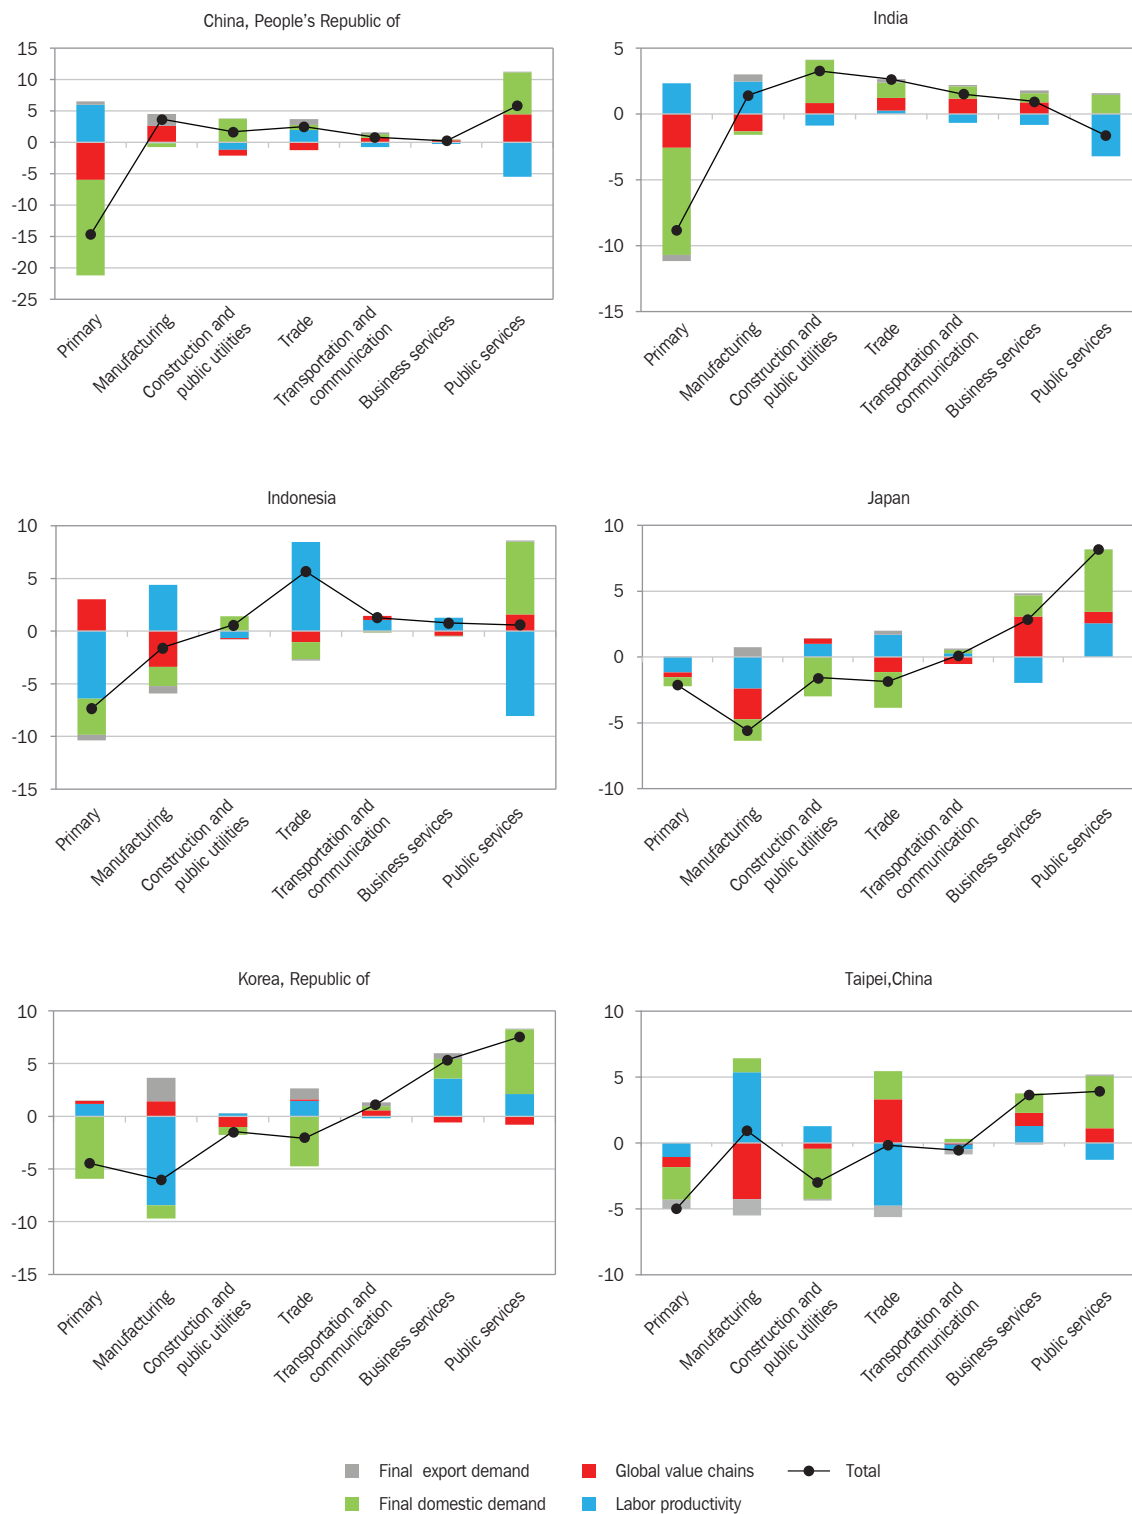 China, People’s Republic of
15
10
5
0
-5
-10
-15
-20
-25
Primary
Manufacturing
Construction and
public utilities
Trade
Transportation and
communication
Business services
Public services
India
5
0
-5
-10
-15
Primary
Manufacturing
Construction and
public utilities
Trade
Transportation and
communication
Business services
Public services
Indonesia
10
5
0
-5
-10
-15
Primary
Manufacturing
Construction and
public utilities
Trade
Transportation and
communication
Business services
Public services
Japan
10
5
0
-5
-10
Primary
Manufacturing
Construction and
public utilities
Trade
Transportation and
communication
Business services
Public services
Korea, Republic of
10
5
0
-5
-10
-15
Primary
Manufacturing
Construction and
public utilities
Trade
Transportation and
communication
Business services
Public services
Taipei,China
10
5
0
-5
-10
Primary
Manufacturing
Construction and
public utilities
Trade
Transportation and
communication
Business services
Public services
Final export demand
Global value chains
Total
Final domestic demand
Labor productivity